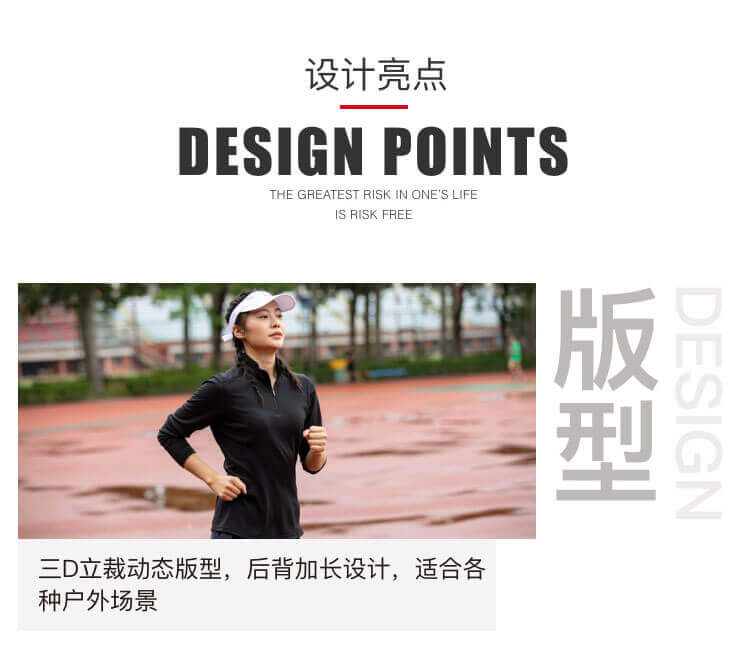 设计亮点
DESIGN POINTS
THE GREATEST RISK IN ONE'S LIFE
IS RISK FREE
版型
DESIGN
三D立裁动态版型，后背加长设计，适合各
种户外场景